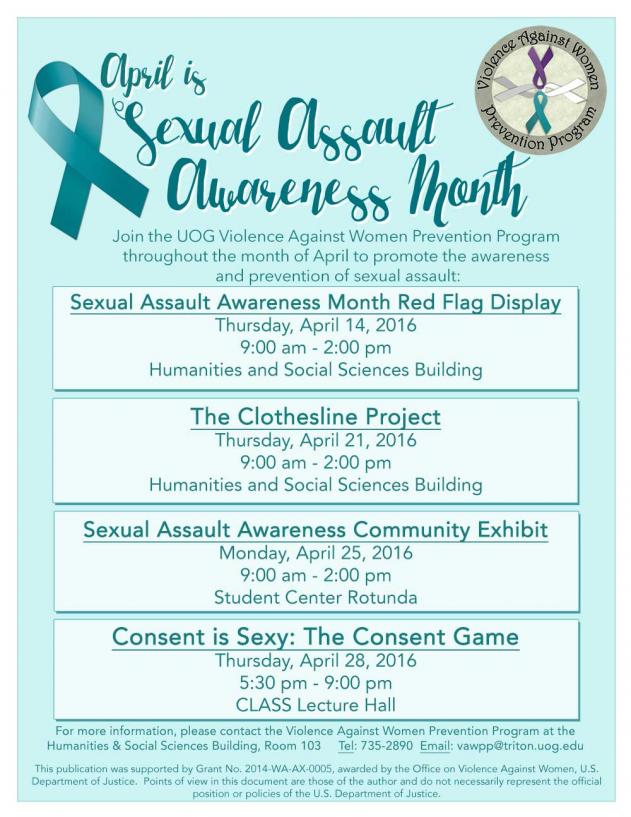 April is
Sexual Assault
Awareness Month
Violence Against Women
Prevention Program
Join the UOG Violence Against Women Prevention Program
throughout the month of April to promote the awareness
and prevention of sexual assault:
Sexual Assault Awareness Month Red Flag Display
Thursday, April 14, 2016
9:00 am - 2:00 pm
Humanities and Social Sciences Building
The Clothesline Project
Thursday, April 21, 2016
9:00 am - 2:00 pm
Humanities and Social Sciences Building
Sexual Assault Awareness Community Exhibit
Monday, April 25, 2016
9:00 am - 2:00 pm
Student Center Rotunda
Consent is Sexy: The Consent Game
Thursday, April 28, 2016
5:30 pm - 9:00 pm
CLASS Lecture Hall
For more information, please contact the Violence Against Women Prevention Program at the
Humanities & Social Sciences Building, Room 103 Tel: 735-2890 Email: vawpp@triton.uog.edu
This publication was supported by Grant No. 2014-WA-AX-0005, awarded by the Office on Violence Against Women, U.S.
Department of Justice. Points of view in this document are those of the author and do not necessarily represent the official
position or policies of the U.S. Department of Justice.